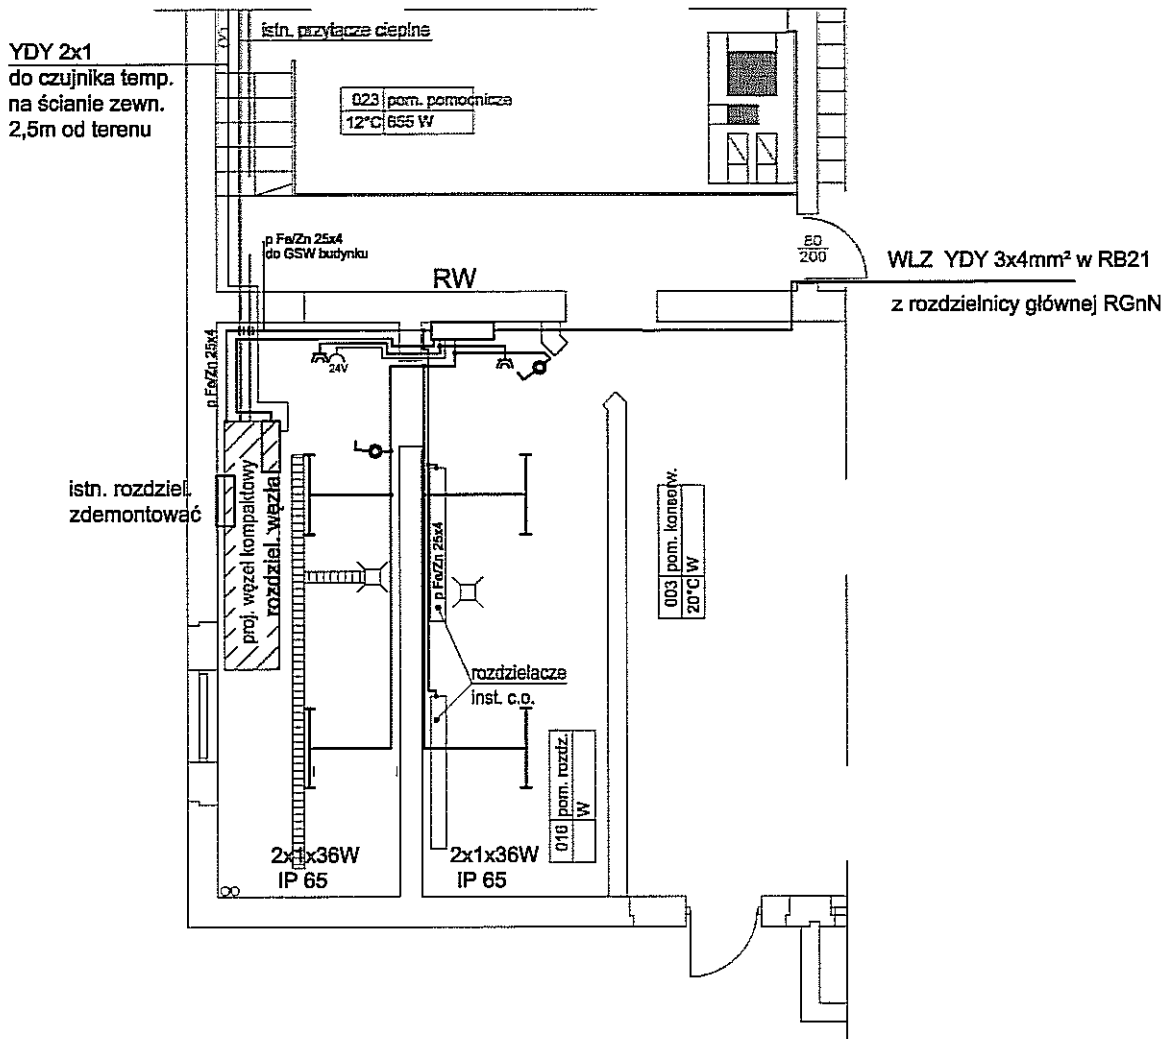 istn. przyłącze cieplne
YDY 2x1
do czujnika temp.
na ścianie zewn.
2,5m od terenu
023 pom. pomocnicze
12°C 655 W
p Fe/Zn 25x4
do GSW budynku
RW
80
200
WLZ YDY 3x4mm² w RB21
z rozdzielnicy głównej RGnN
p Fe/Zn 25x4
24V
istn. rozdziel.
zdemontować
proj. węzeł kompaktowy
rozdziel. węzła
p Fe/Zn 25x4
003 pom. konserw.
20°C W
rozdzielacze
inst. c.o.
016 pom. rozdz.
W
2x1x36W
IP 65
2x1x36W
IP 65